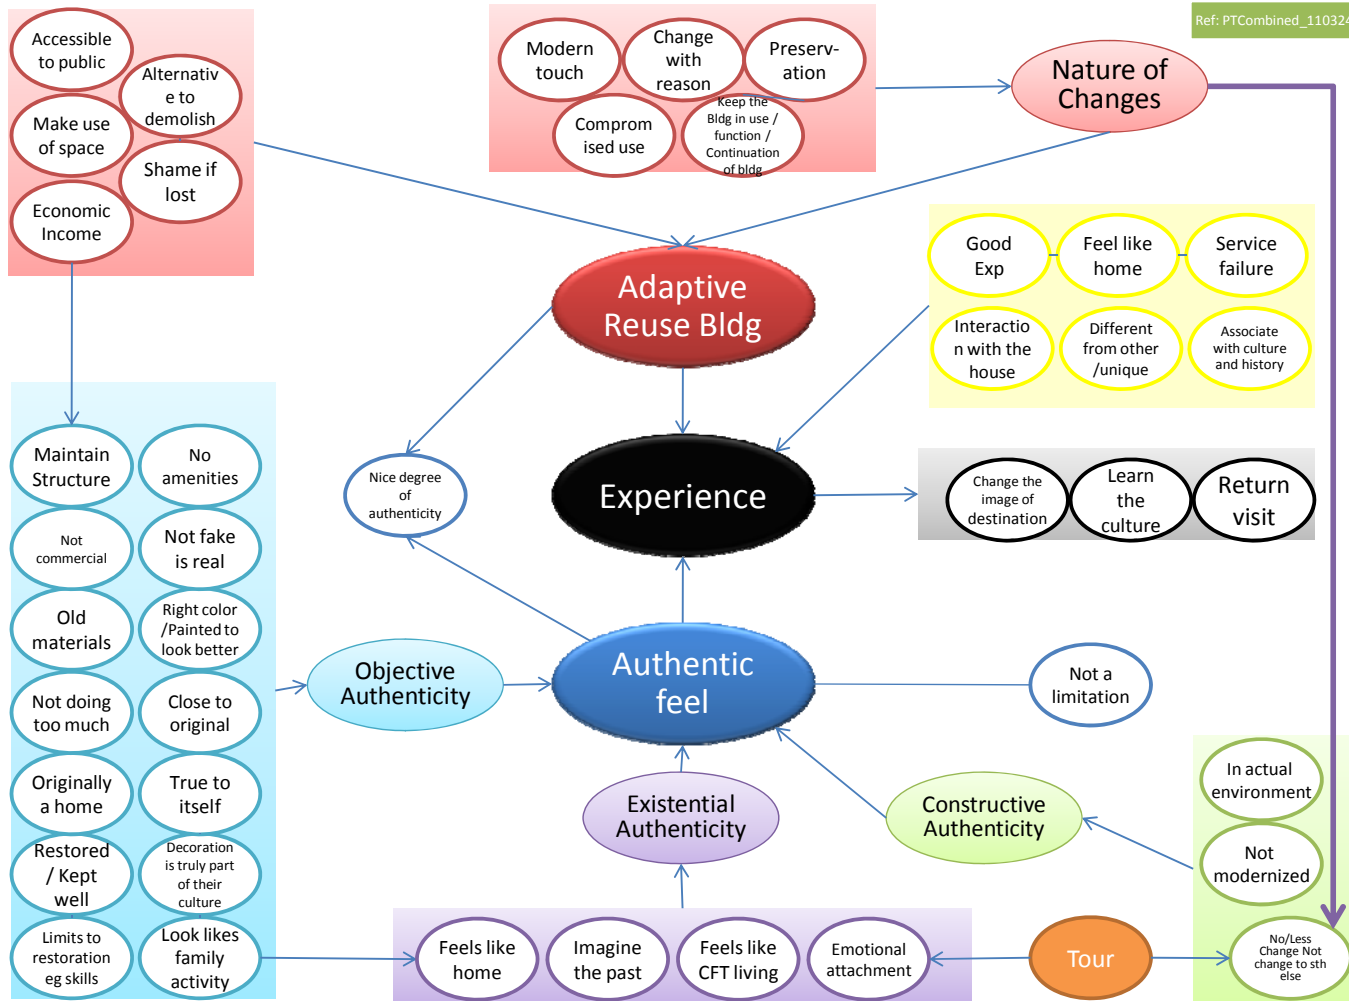 Ref: PTCombined_110324
Accessible
to public
Alternativ
e to
demolish
Make use
of space
Shame if
lost
Economic
Income
Modern
touch
Change
with
reason
Preserv-
ation
Comprom
ised use
Keep the
Bldg in use /
function /
Continuation
of bldg
Nature of
Changes
Adaptive
Reuse Bldg
Good
Exp
Feel like
home
Service
failure
Interactio
n with the
house
Different
from other
/unique
Associate
with culture
and history
Experience
Change the
image of
destination
Learn
the
culture
Return
visit
Nice degree
of
authenticity
Maintain
Structure
No
amenities
Not
commercial
Not fake
is real
Old
materials
Right color
/Painted to
look better
Not doing
too much
Close to
original
Originally
a home
True to
itself
Restored
/ Kept
well
Decoration
is truly part
of their
culture
Limits to
restoration
eg skills
Look likes
family
activity
Objective
Authenticity
Authentic
feel
Not a
limitation
Existential
Authenticity
Constructive
Authenticity
In actual
environment
Not
modernized
No/Less
Change Not
change to sth
else
Feels like
home
Imagine
the past
Feels like
CFT living
Emotional
attachment
Tour